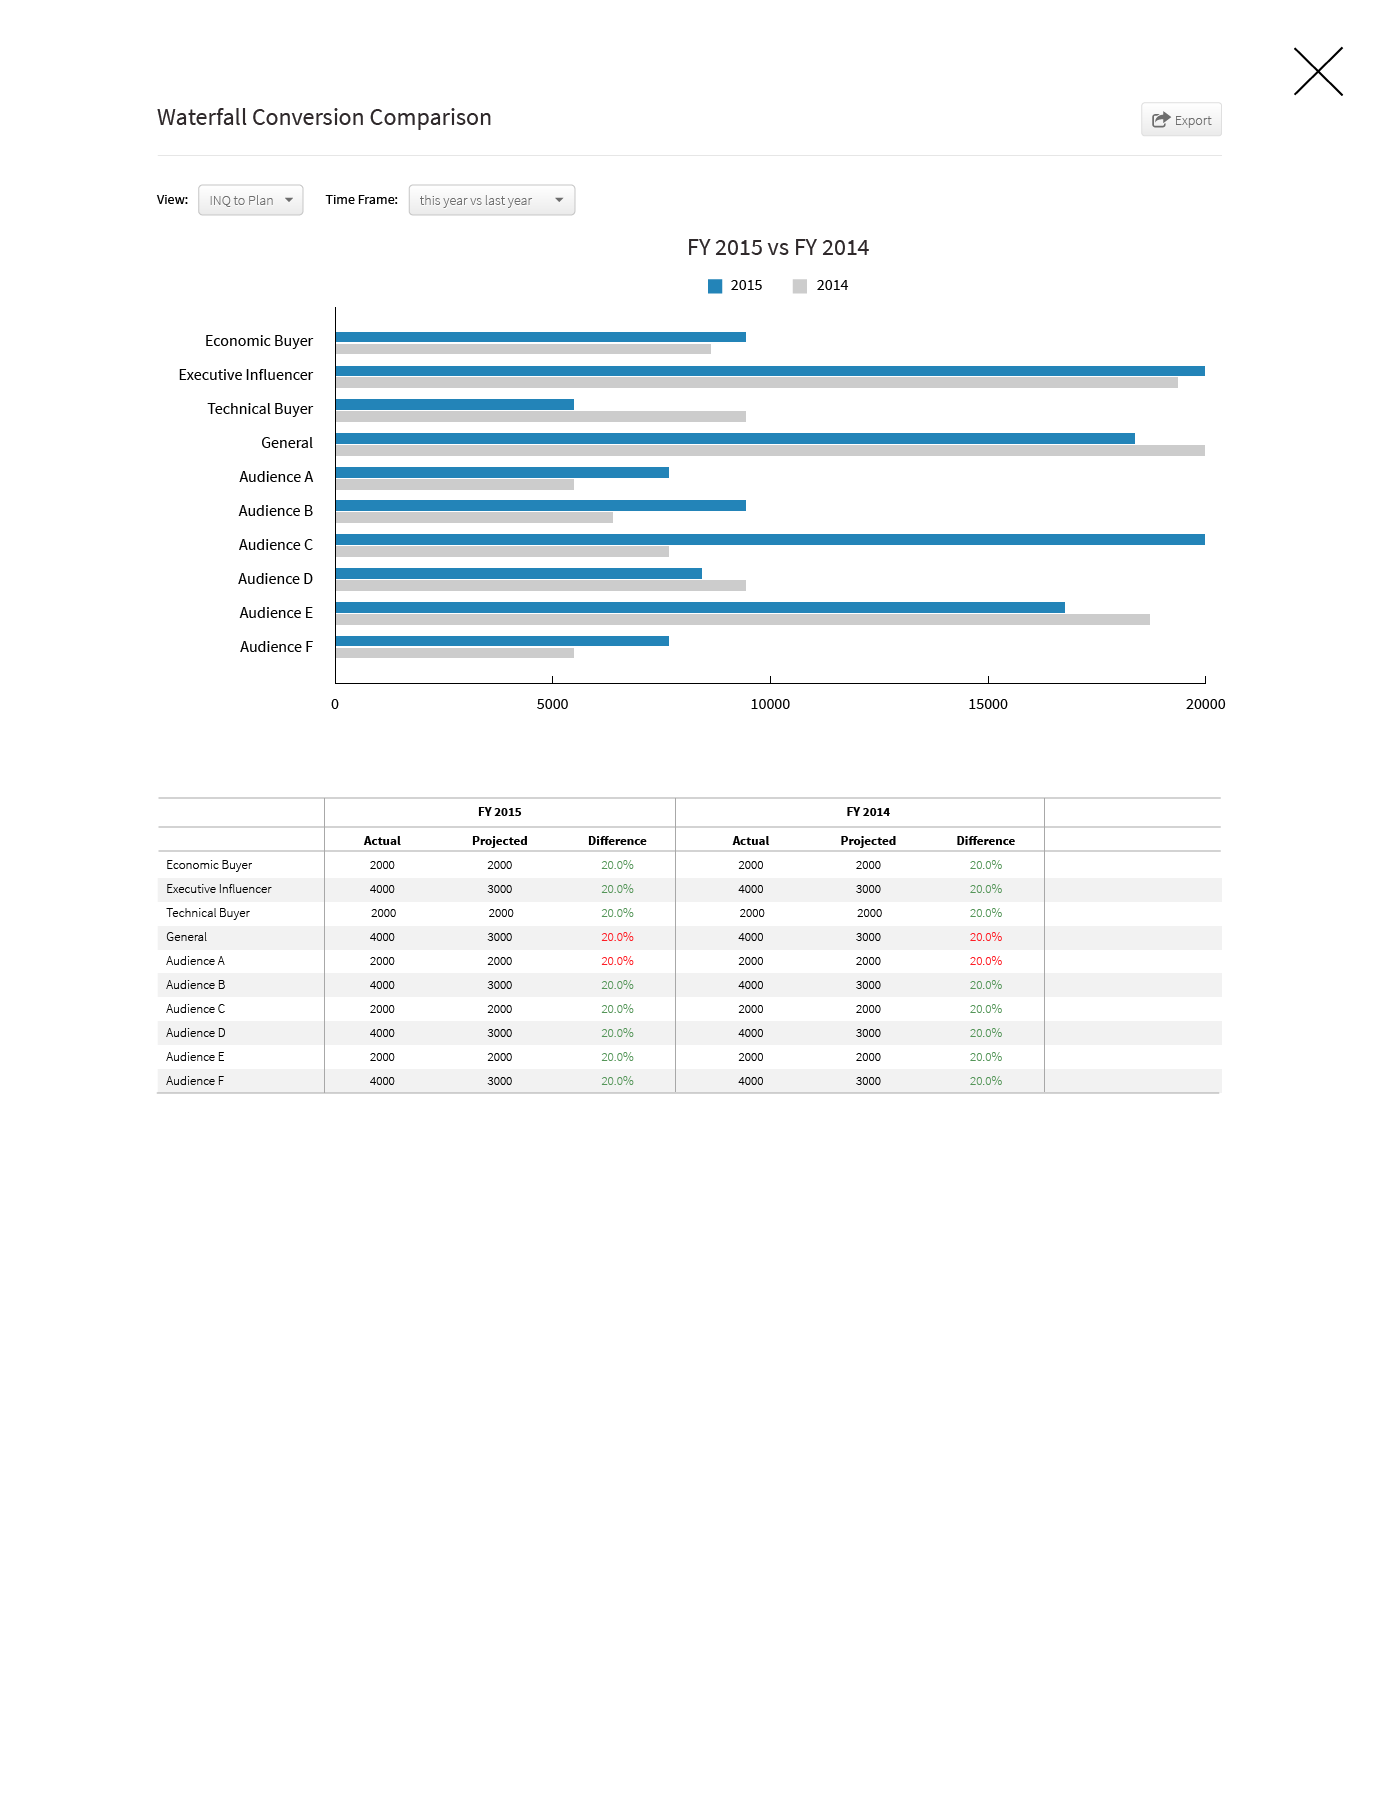 Waterfall Conversion Comparison
Export
View: INQ to Plan Time Frame: this year vs last year
FY 2015 vs FY 2014
2015 2014
Economic Buyer
Executive Influencer
Technical Buyer
General
Audience A
Audience B
Audience C
Audience D
Audience E
Audience F
0 5000 10000 15000 20000
FY 2015 FY 2014
Actual Projected Difference Actual Projected Difference
Economic Buyer 2000 2000 20.0% 2000 2000 20.0%
Executive Influencer 4000 3000 20.0% 4000 3000 20.0%
Technical Buyer 2000 2000 20.0% 2000 2000 20.0%
General 4000 3000 20.0% 4000 3000 20.0%
Audience A 2000 2000 20.0% 2000 2000 20.0%
Audience B 4000 3000 20.0% 4000 3000 20.0%
Audience C 2000 2000 20.0% 2000 2000 20.0%
Audience D 4000 3000 20.0% 4000 3000 20.0%
Audience E 2000 2000 20.0% 2000 2000 20.0%
Audience F 4000 3000 20.0% 4000 3000 20.0%